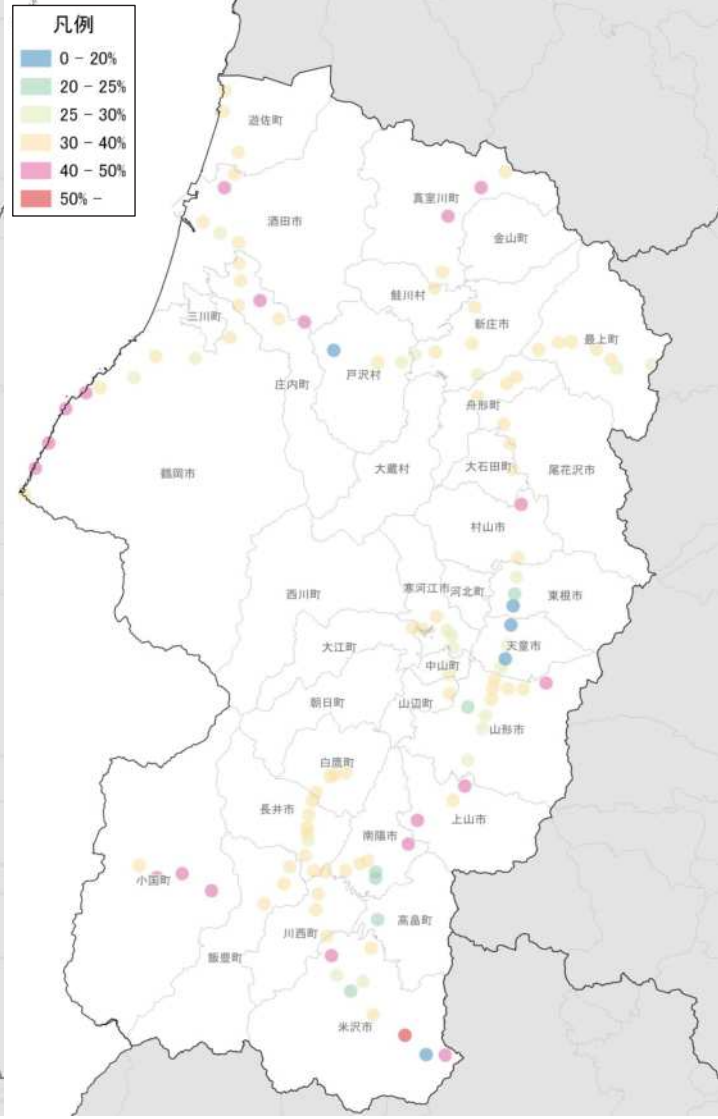 凡例
0 - 20%
20 - 25%
25 - 30%
30 - 40%
40 - 50%
50% -
遊佐町
真室川町
酒田市
金山町
鮭川村
三川町
新庄市
最上町
戸沢村
庄内町
舟形町
大蔵村
大石田町
尾花沢市
鶴岡市
村山市
西川町
寒河江市
河北町
東根市
大江町
天童市
中山町
朝日町
山辺町
山形市
白鷹町
長井市
南陽市
上山市
小国町
高畠町
川西町
飯豊町
米沢市